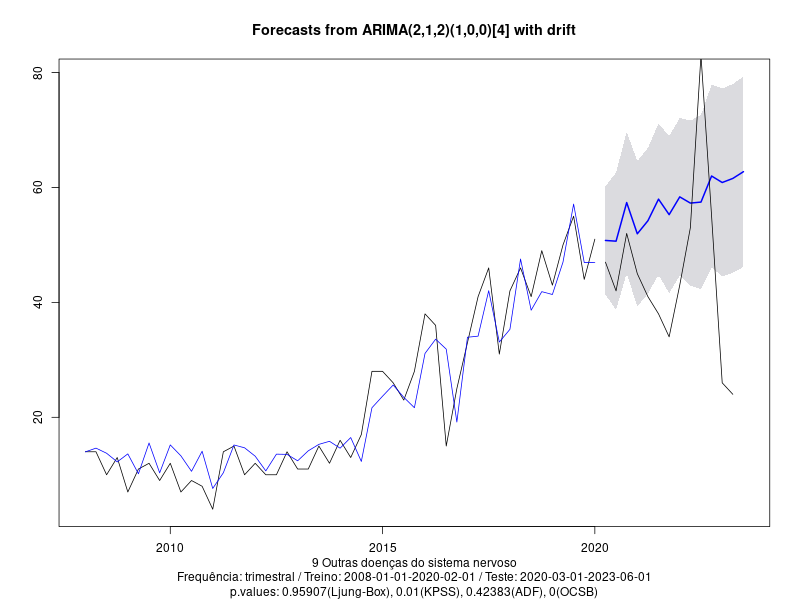 Forecasts from ARIMA(2,1,2)(1,0,0)[4] with drift
80
60
40
20
2010 2015 2020
9 Outras doenças do sistema nervoso
Frequência: trimestral / Treino: 2008-01-01-2020-02-01 / Teste: 2020-03-01-2023-06-01
p.values: 0.95907(Ljung-Box), 0.01(KPSS), 0.42383(ADF), 0(OCSB)